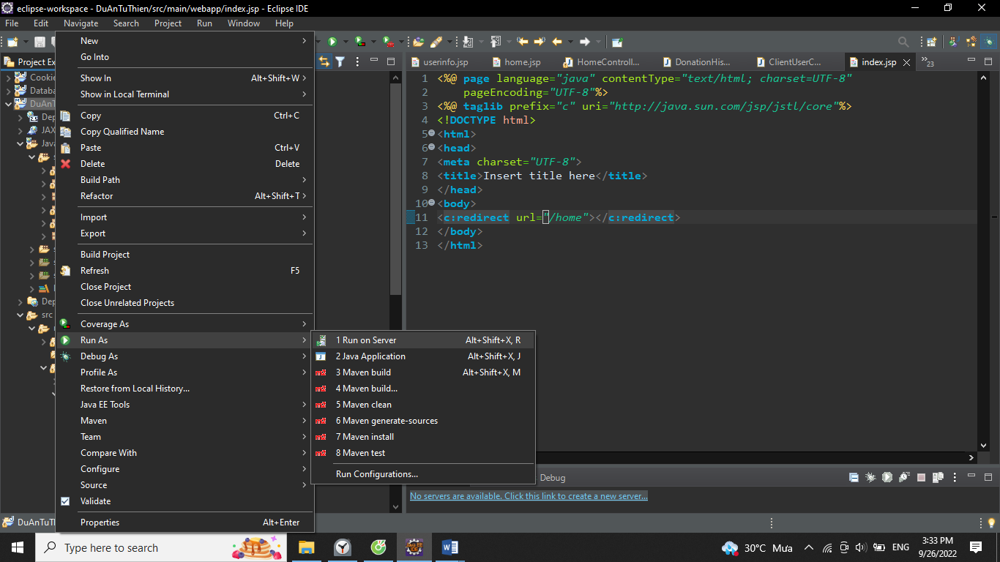 eclipse-workspace - DuAnTuThien/src/main/webapp/index.jsp - Eclipse IDE
File Edit Navigate Search Project Run Window Help
Project Ex
Cookie
Databa
DuAnTu
Dep
JAX
Java
Dep
src
New
Go Into
Show In Alt+Shift+W
Show in Local Terminal
Copy Ctrl+C
Copy Qualified Name
Paste Ctrl+V
Delete Delete
Build Path
Refactor Alt+Shift+T
Import
Export
Build Project
Refresh F5
Close Project
Close Unrelated Projects
Coverage As
Run As
Debug As
Profile As
Restore from Local History...
Java EE Tools
Maven
Team
Compare With
Configure
Source
Validate
Properties Alt+Enter
1 Run on Server Alt+Shift+X, R
2 Java Application Alt+Shift+X, J
3 Maven build Alt+Shift+X, M
4 Maven build...
5 Maven clean
6 Maven generate-sources
7 Maven install
8 Maven test
Run Configurations...
userinfo.jsp home.jsp HomeControll... DonationHis... ClientUserC... index.jsp 23
1 <%@ page language="java" contentType="text/html; charset=UTF-8"
2 pageEncoding="UTF-8"%>
3 <%@ taglib prefix="c" uri="http://java.sun.com/jsp/jstl/core"%>
4 <!DOCTYPE html>
5 <html>
6 <head>
7 <meta charset="UTF-8">
8 <title>Insert title here</title>
9 </head>
10 <body>
11 <c:redirect url="/home"></c:redirect>
12 </body>
13 </html>
Debug
No servers are available. Click this link to create a new server...
DuAnTuTh
Type here to search
30°C Mưa
ENG
3:33 PM
9/26/2022